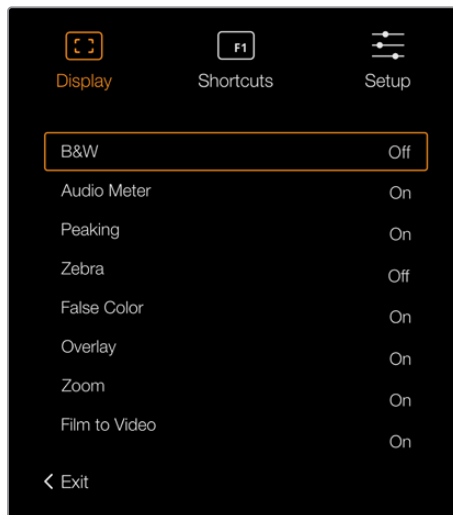 F1
Display Shortcuts Setup
B&W Off
Audio Meter On
Peaking On
Zebra Off
False Color On
Overlay On
Zoom On
Film to Video On
Exit